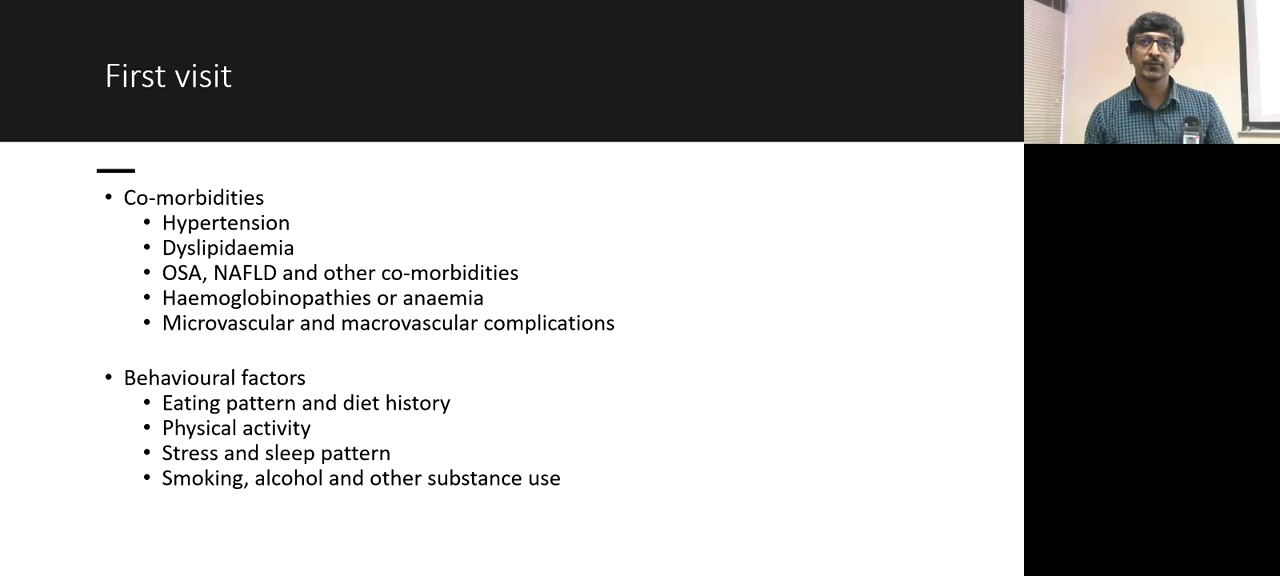 First visit
• Co-morbidities
• Hypertension
• Dyslipidaemia
• OSA, NAFLD and other co-morbidities
• Haemoglobinopathies or anaemia
• Microvascular and macrovascular complications
• Behavioural factors
• Eating pattern and diet history
• Physical activity
• Stress and sleep pattern
• Smoking, alcohol and other substance use